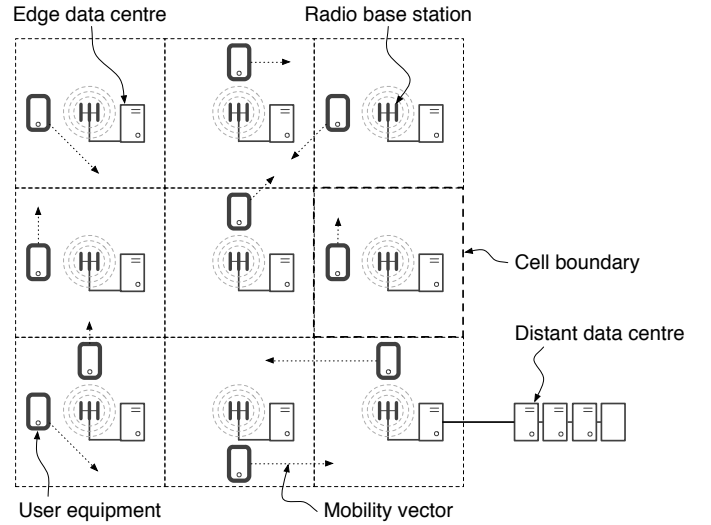 Edge data centre
Radio base station
Cell boundary
Distant data centre
User equipment
Mobility vector